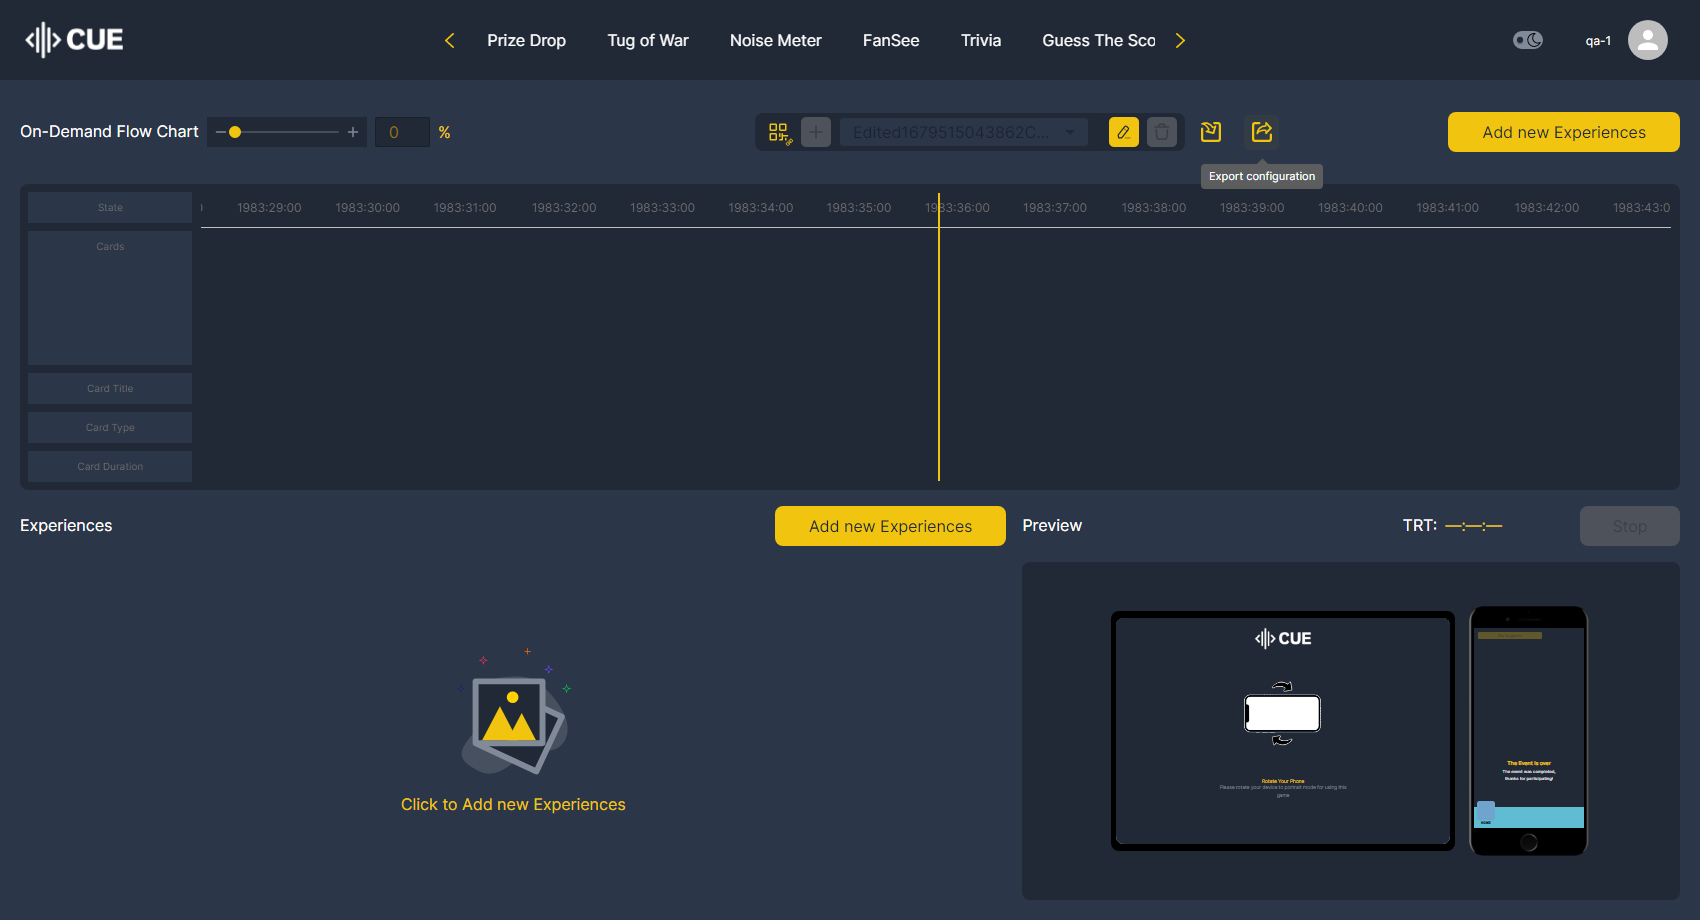 CUE
Prize Drop
Tug of War
Noise Meter
FanSee
Trivia
Guess The Sco
qa-1
On-Demand Flow Chart
0
%
Edited1679515043862C...
Add new Experiences
Export configuration
State
1983:29:00
1983:30:00
1983:31:00
1983:32:00
1983:33:00
1983:34:00
1983:35:00
1983:36:00
1983:37:00
1983:38:00
1983:39:00
1983:40:00
1983:41:00
1983:42:00
1983:43:0
Cards
Card Title
Card Type
Card Duration
Experiences
Add new Experiences
Preview
TRT: —:—:—
Stop
CUE
Rotate Your Phone
Please rotate your device to portrait mode for using this
game
The Event is over
The event was completed,
thanks for participating!
HOME
Click to Add new Experiences